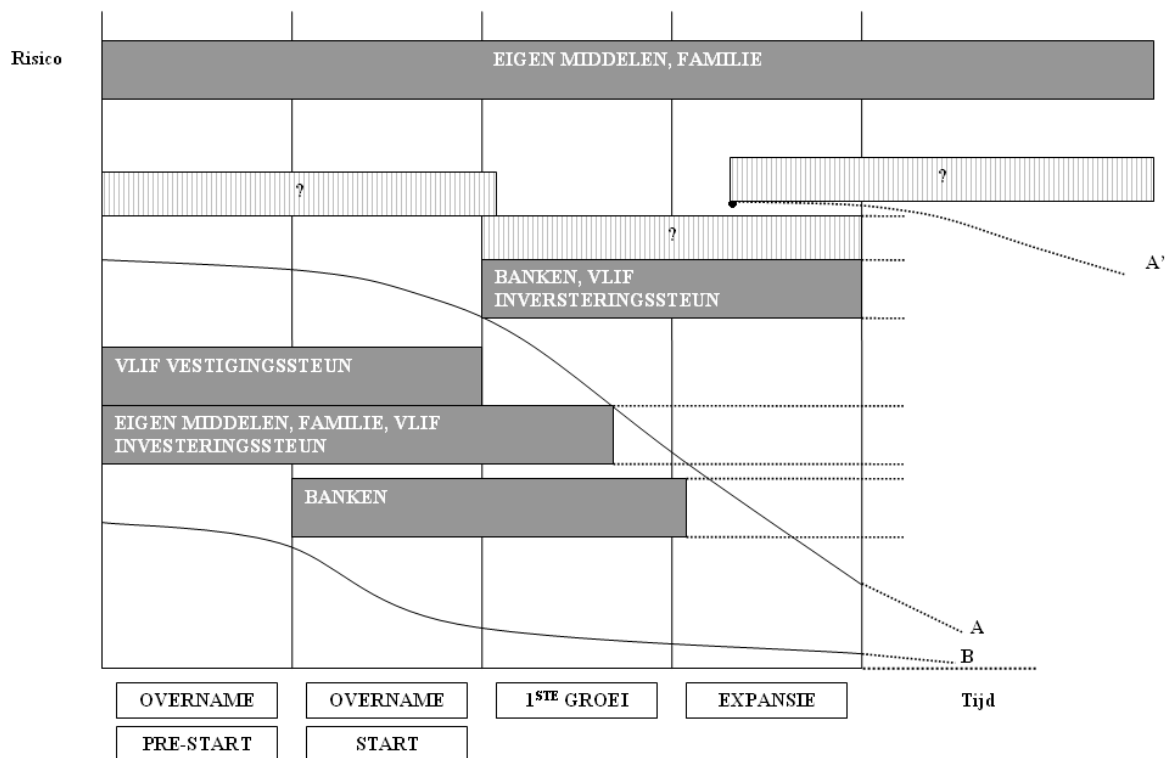 Risico
EIGEN MIDDELEN, FAMILIE
?
?
?
A'
BANKEN, VLIF
INVERSTERINGSSTEUN
VLIF VESTIGINGSSTEUN
EIGEN MIDDELEN, FAMILIE, VLIF
INVESTERINGSSTEUN
BANKEN
A
B
OVERNAME
OVERNAME
1STE GROEI
EXPANSIE
Tijd
PRE-START
START